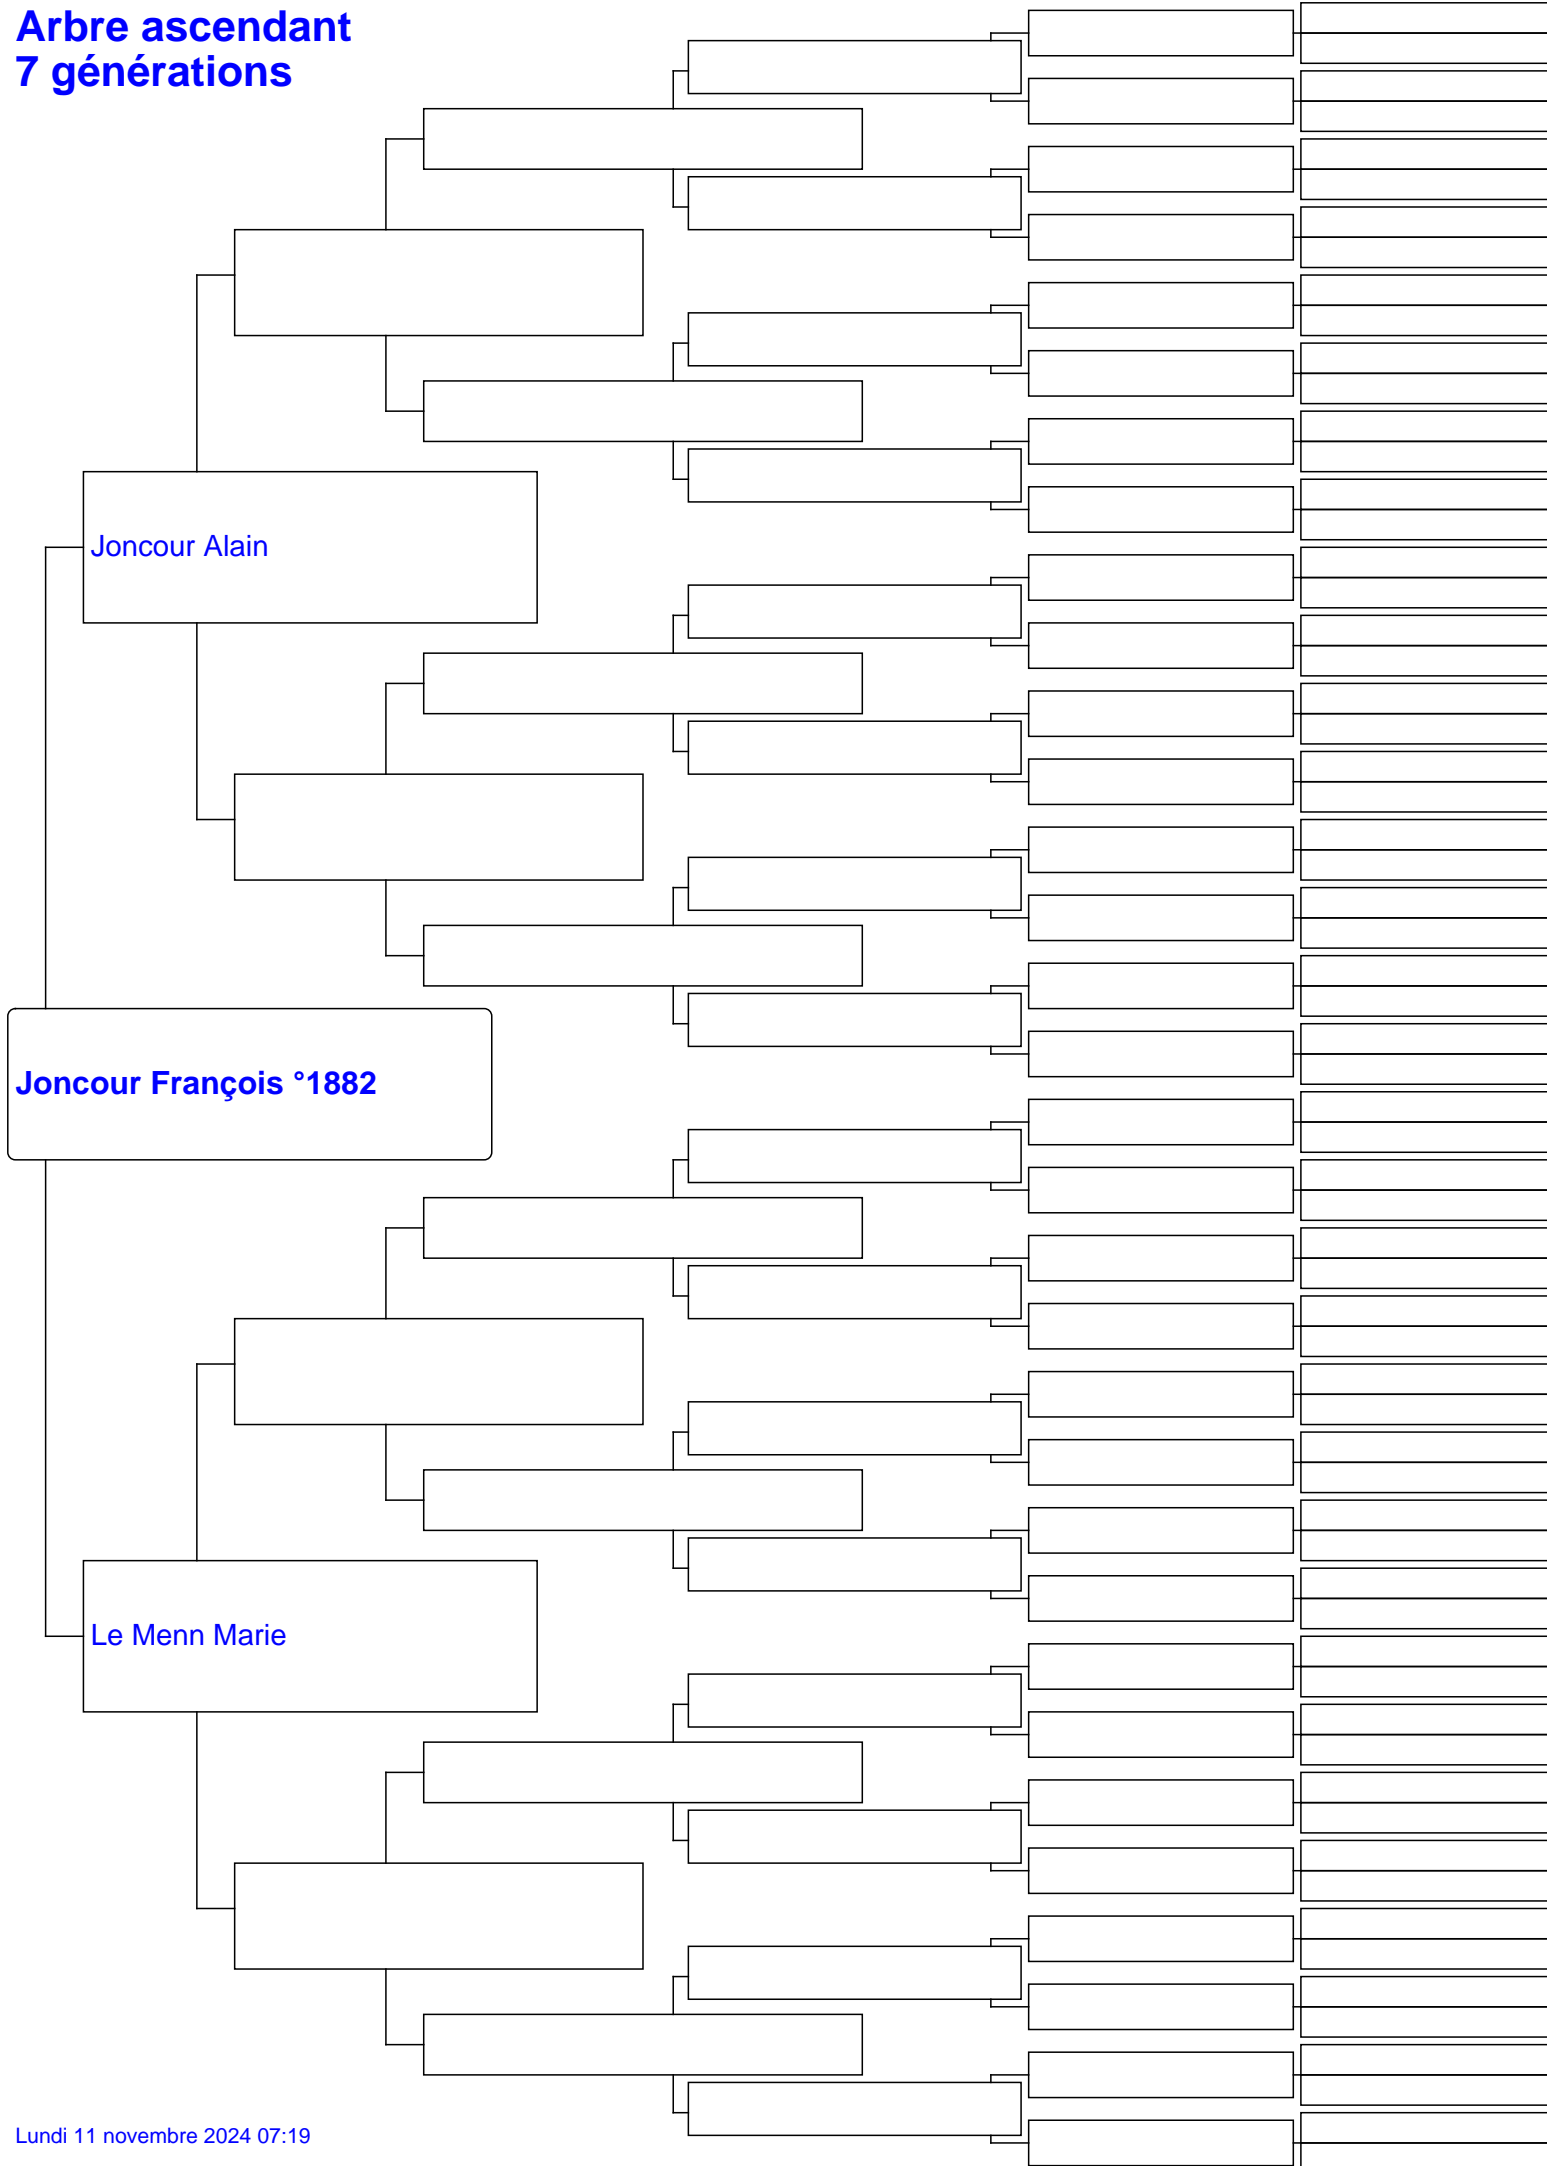 Arbre ascendant
7 générations
Joncour Alain
Joncour François °1882
Le Menn Marie
Lundi 11 novembre 2024 07:19